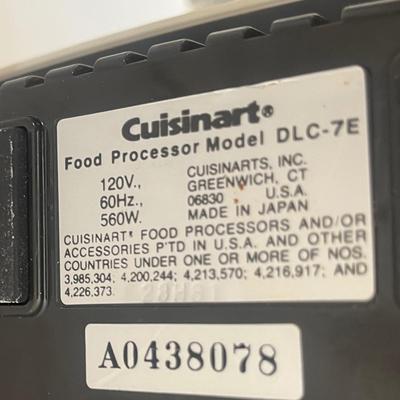 Cuisinart®
Food Processor Model DLC-7E
120V., CUISINARTS, INC.
60Hz., GREENWICH, CT
560W. 06830 U.S.A.
MADE IN JAPAN
CUISINART® FOOD PROCESSORS AND/OR
ACCESSORIES P'TD IN U.S.A. AND OTHER
COUNTRIES UNDER ONE OR MORE OF NOS.
3,985,304; 4,200,244; 4,213,570; 4,216,917; AND
4,226,373.
A0438078